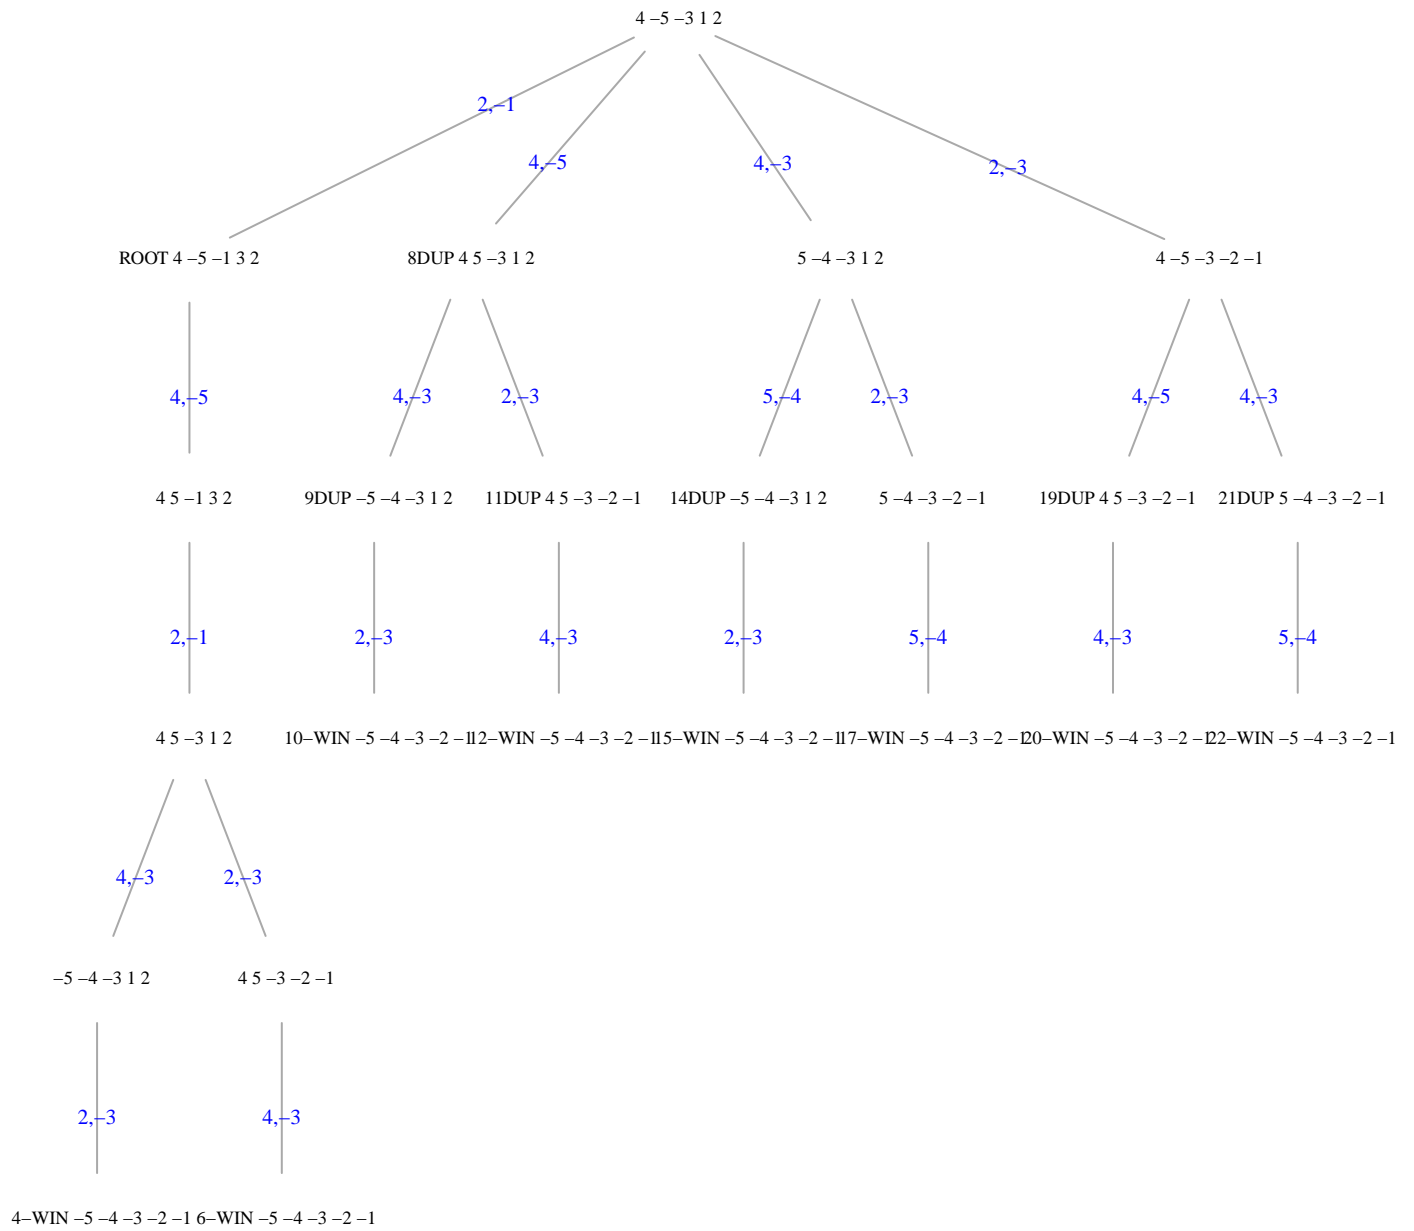 4 –5 –3 1 2
2,–1
4,–5
4,–3
2,–3
ROOT 4 –5 –1 3 2
8DUP 4 5 –3 1 2
5 –4 –3 1 2
4 –5 –3 –2 –1
4,–5
4,–3
2,–3
5,–4
2,–3
4,–5
4,–3
4 5 –1 3 2
9DUP –5 –4 –3 1 2
11DUP 4 5 –3 –2 –1
14DUP –5 –4 –3 1 2
5 –4 –3 –2 –1
19DUP 4 5 –3 –2 –1
21DUP 5 –4 –3 –2 –1
2,–1
2,–3
4,–3
2,–3
5,–4
4,–3
5,–4
4 5 –3 1 2
10–WIN –5 –4 –3 –2 –1
12–WIN –5 –4 –3 –2 –1
15–WIN –5 –4 –3 –2 –1
17–WIN –5 –4 –3 –2 –1
20–WIN –5 –4 –3 –2 –1
22–WIN –5 –4 –3 –2 –1
4,–3
2,–3
–5 –4 –3 1 2
4 5 –3 –2 –1
2,–3
4,–3
4–WIN –5 –4 –3 –2 –1
6–WIN –5 –4 –3 –2 –1